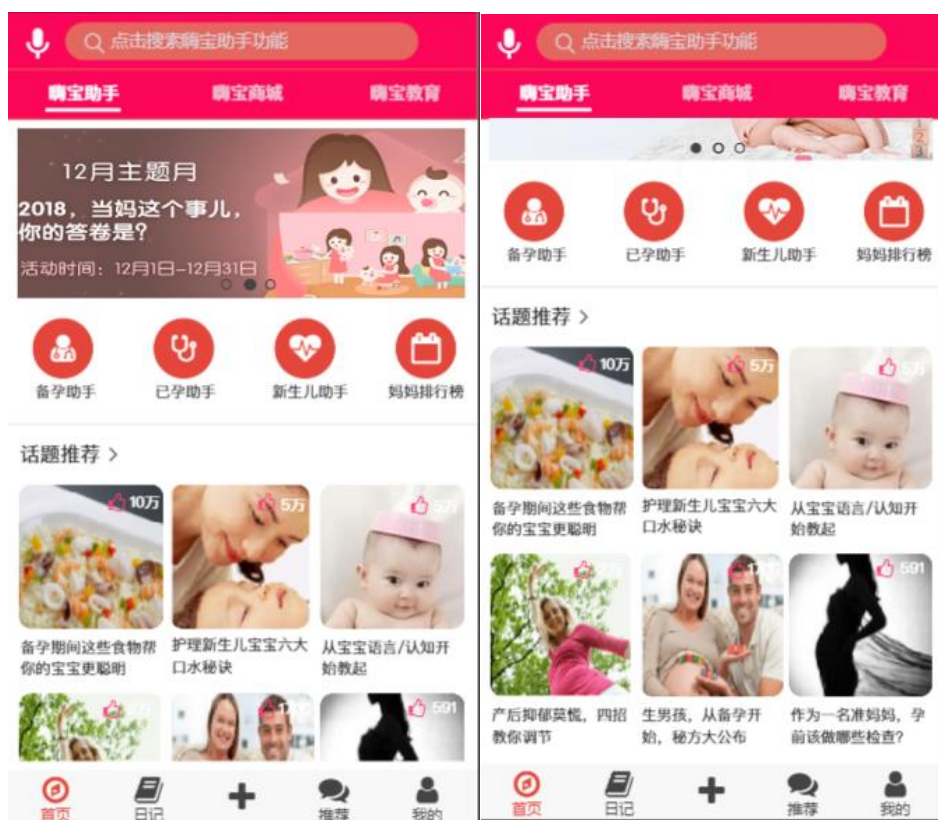 点击搜索嗨宝助手功能
嗨宝助手 嗨宝商城 嗨宝教育
12月主题月
2018，当妈这个事儿，
你的答卷是？
活动时间：12月1日-12月31日
备孕助手 已孕助手 新生儿助手 妈妈排行榜
话题推荐 >
10万 5万 5万
备孕期间这些食物帮
你的宝宝更聪明
护理新生儿宝宝六大
口水秘诀
从宝宝语言/认知开
始教起
591
首页 日记 推荐 我的
点击搜索嗨宝助手功能
嗨宝助手 嗨宝商城 嗨宝教育
2
3
备孕助手 已孕助手 新生儿助手 妈妈排行榜
话题推荐 >
10万 5万 5万
备孕期间这些食物帮
你的宝宝更聪明
护理新生儿宝宝六大
口水秘诀
从宝宝语言/认知开
始教起
591
产后抑郁莫慌，四招
教你调节
生男孩，从备孕开
始，秘方大公布
作为一名准妈妈，孕
前该做哪些检查？
首页 日记 推荐 我的